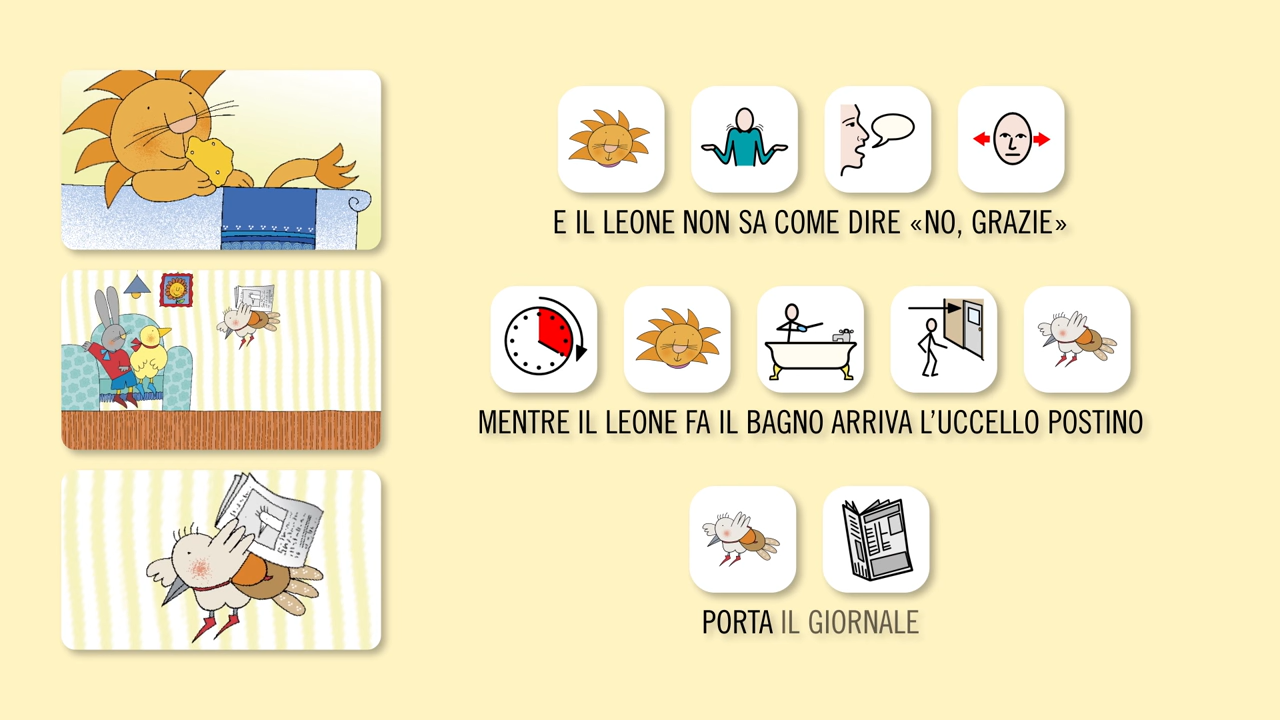 E IL LEONE NON SA COME DIRE «NO, GRAZIE»
MENTRE IL LEONE FA IL BAGNO ARRIVA L'UCCELLO POSTINO
PORTA IL GIORNALE